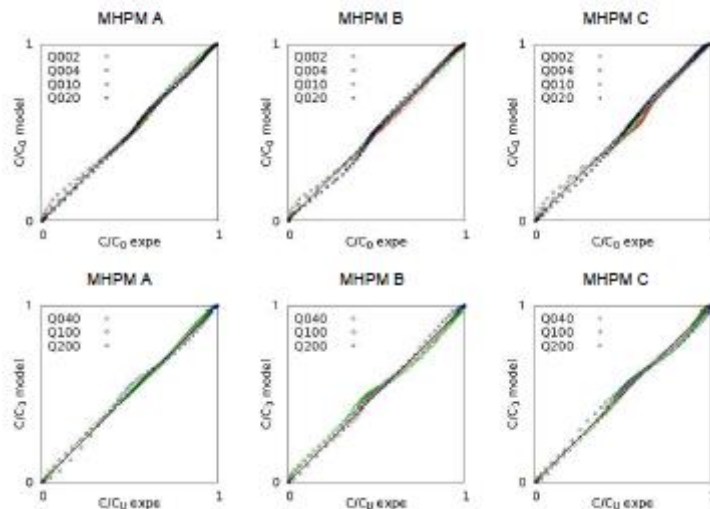 MHPM A
MHPM B
MHPM C
1
Q002
Q004
Q010
Q020
C/C0 model
0
0
C/C0 expe
1
1
Q002
Q004
Q010
Q020
C/C0 model
0
0
C/C0 expe
1
1
Q002
Q004
Q010
Q020
C/C0 model
0
0
C/C0 expe
1
MHPM A
MHPM B
MHPM C
1
Q040
Q100
Q200
C/C0 model
0
0
C/C0 expe
1
1
Q040
Q100
Q200
C/C0 model
0
0
C/C0 expe
1
1
Q040
Q100
Q200
C/C0 model
0
0
C/C0 expe
1